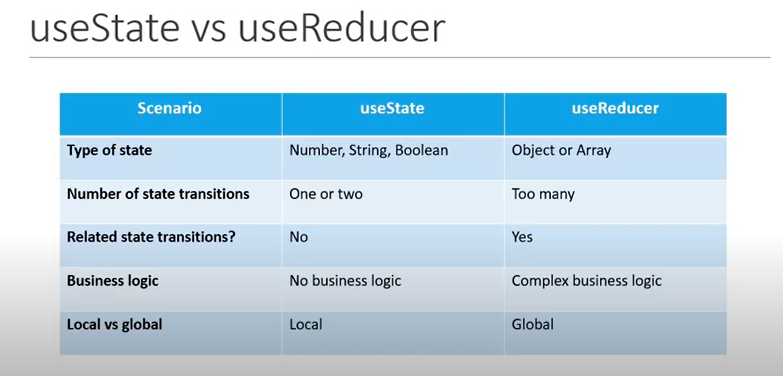 useState vs useReducer
Scenario useState useReducer
Type of state Number, String, Boolean Object or Array
Number of state transitions One or two Too many
Related state transitions? No Yes
Business logic No business logic Complex business logic
Local vs global Local Global